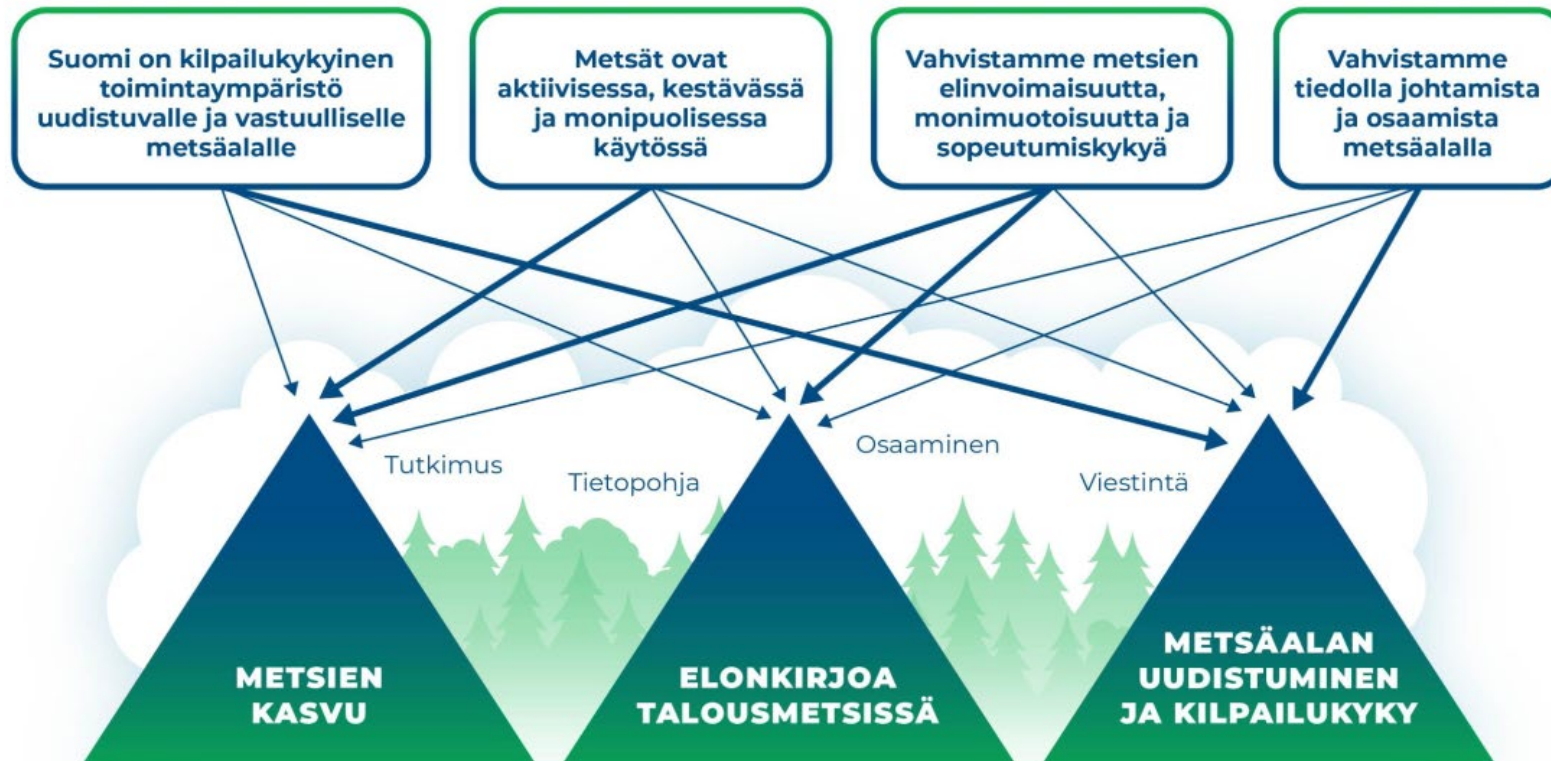 Suomi on kilpailukykyinen
toimintaympäristö
uudistuvalle ja vastuulliselle
metsäalalle
Metsät ovat
aktiivisessa, kestävässä
ja monipuolisessa
käytössä
Vahvistamme metsien
elinvoimaisuutta,
monimuotoisuutta ja
sopeutumiskykyä
Vahvistamme
tiedolla johtamista
ja osaamista
metsäalalla
Tutkimus
Tietopohja
Osaaminen
Viestintä
METSIEN
KASVU
ELONKIRJOA
TALOUSMETSISSÄ
METSÄALAN
UUDISTUMINEN
JA KILPAILUKYKY